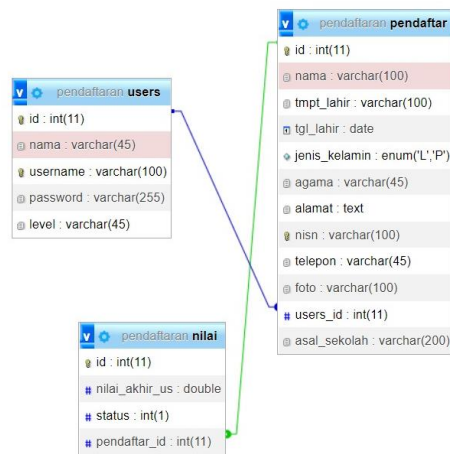 pendaftaran pendaftar
id : int(11)
nama : varchar(100)
tmpt_lahir : varchar(100)
tgl_lahir : date
jenis_kelamin : enum('L','P')
agama : varchar(45)
alamat : text
nisn : varchar(100)
telepon : varchar(45)
foto : varchar(100)
users_id : int(11)
asal_sekolah : varchar(200)
pendaftaran users
id : int(11)
nama : varchar(45)
username : varchar(100)
password : varchar(255)
level : varchar(45)
pendaftaran nilai
id : int(11)
nilai_akhir_us : double
status : int(1)
pendaftar_id : int(11)